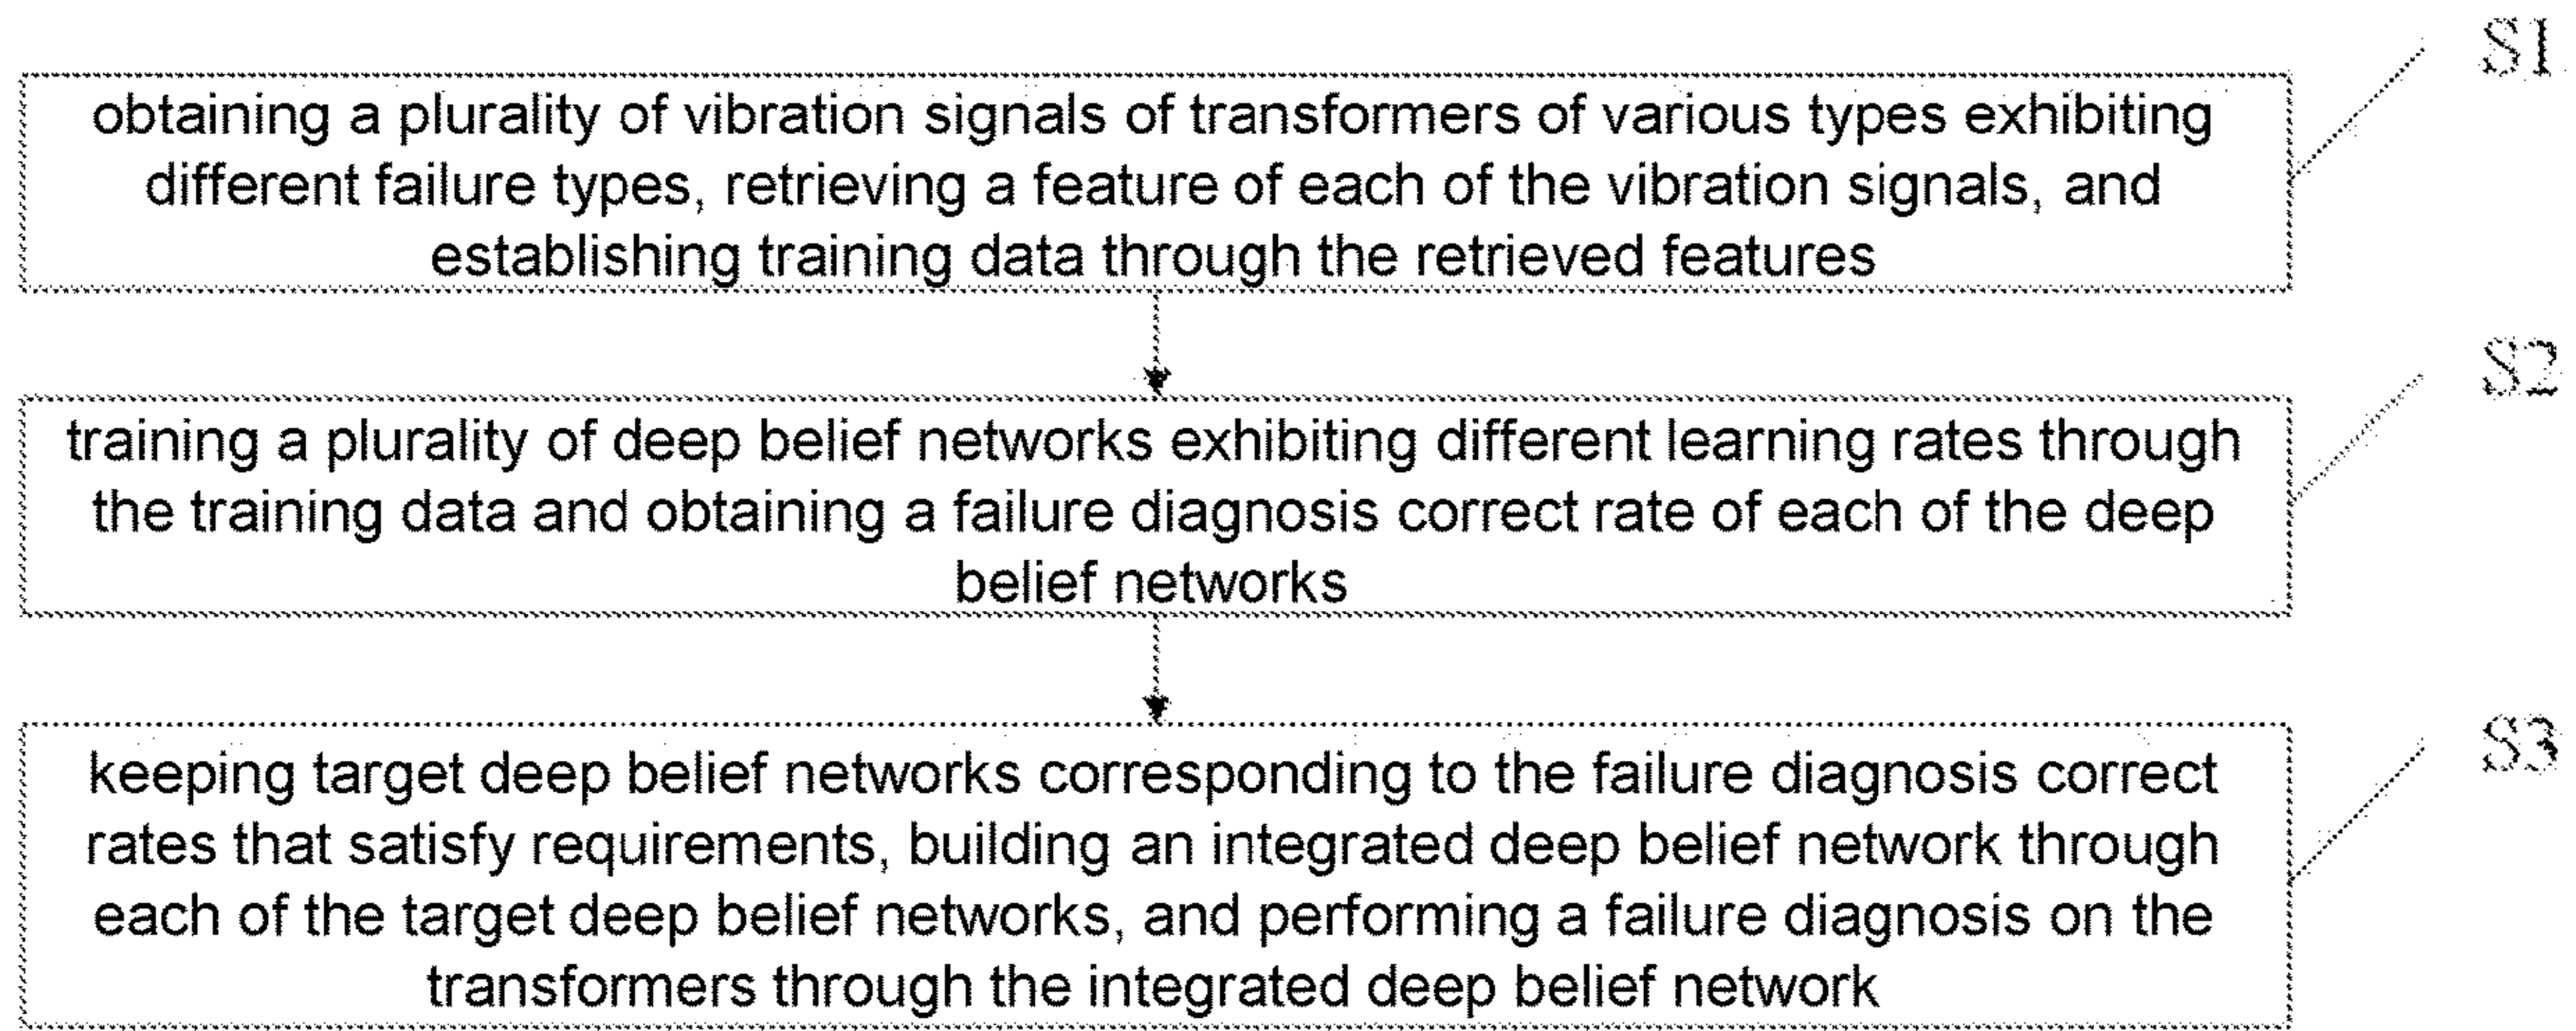 S1
obtaining a plurality of vibration signals of transformers of various types exhibiting
different failure types, retrieving a feature of each of the vibration signals, and
establishing training data through the retrieved features
S2
training a plurality of deep belief networks exhibiting different learning rates through
the training data and obtaining a failure diagnosis correct rate of each of the deep
belief networks
S3
keeping target deep belief networks corresponding to the failure diagnosis correct
rates that satisfy requirements, building an integrated deep belief network through
each of the target deep belief networks, and performing a failure diagnosis on the
transformers through the integrated deep belief network